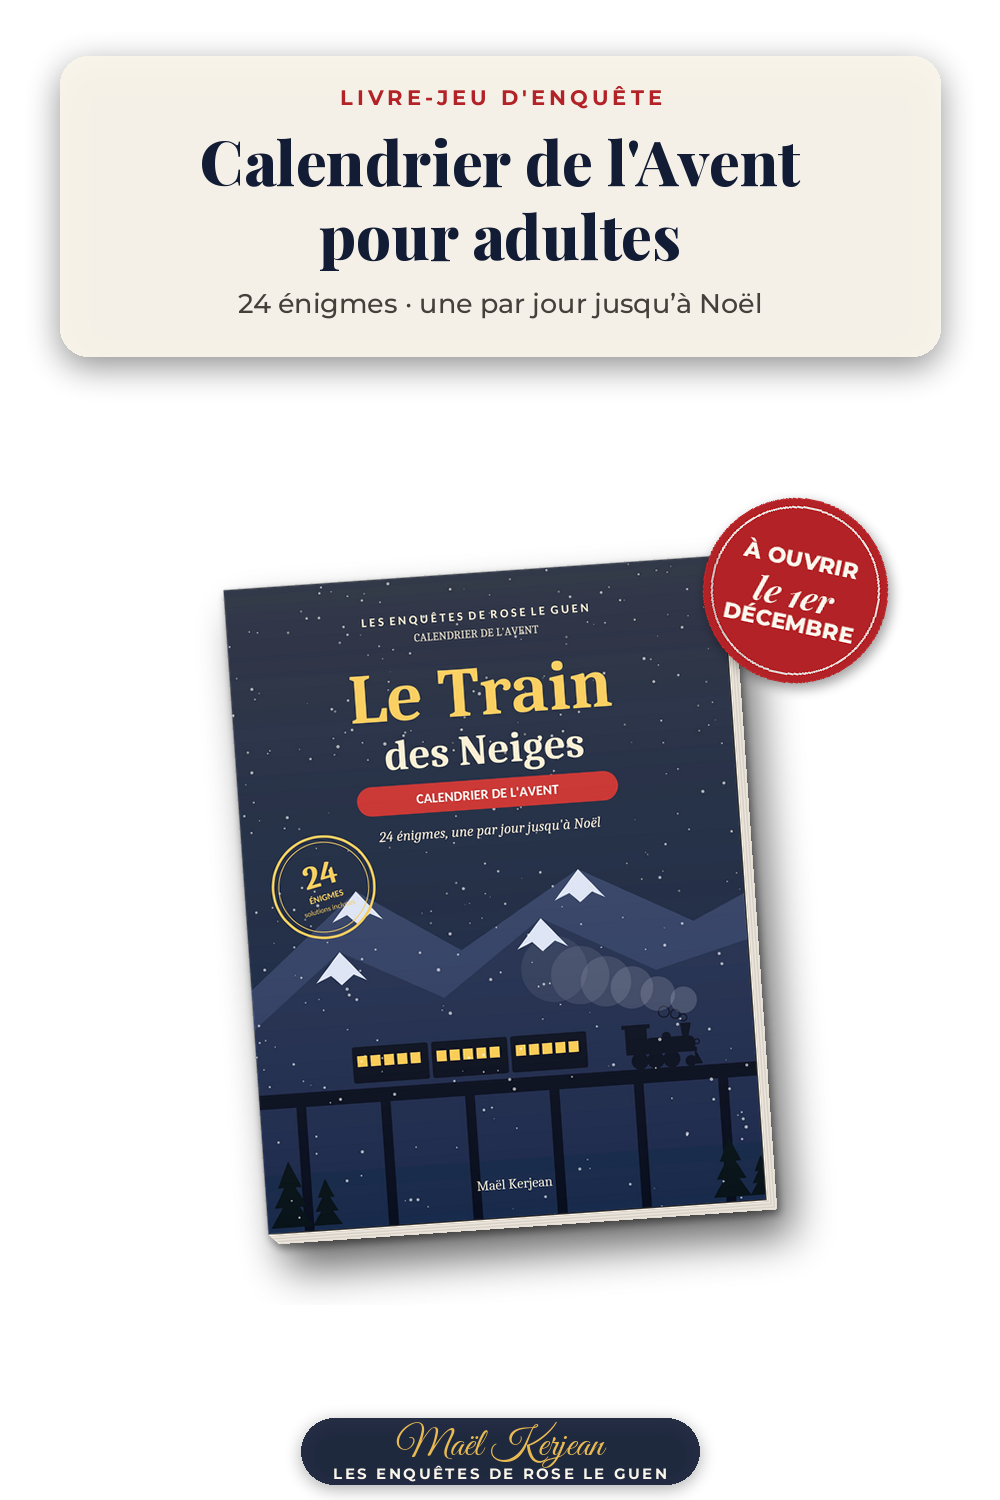 LIVRE-JEU D'ENQUÊTE
Calendrier de l'Avent
pour adultes
24 énigmes · une par jour jusqu’à Noël
À OUVRIR
le 1er
DÉCEMBRE
LES ENQUÊTES DE ROSE LE GUEN
CALENDRIER DE L'AVENT
Le Train
des Neiges
CALENDRIER DE L'AVENT
24 énigmes, une par jour jusqu'à Noël
24
ÉNIGMES
solutions
Maël Kerjean
Maël Kerjean
LES ENQUÊTES DE ROSE LE GUEN